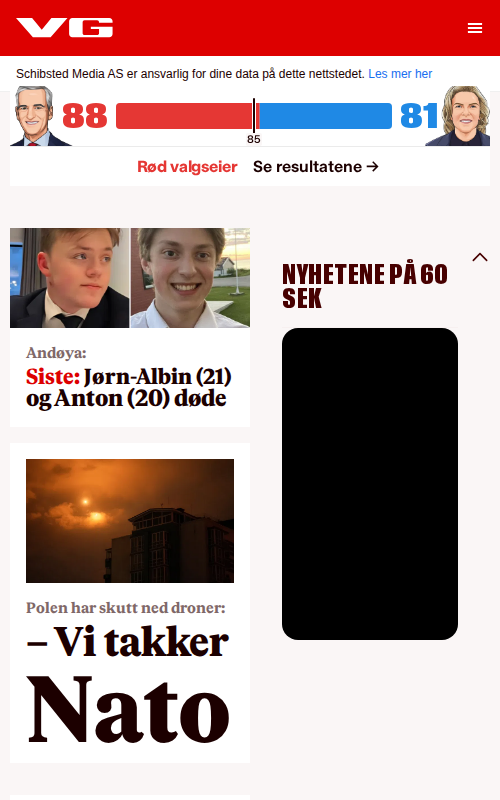 VG
Schibsted Media AS er ansvarlig for dine data på dette nettstedet. Les mer her
88
81
85
Rød valgseier Se resultatene →
Andøya:
Siste: Jørn-Albin (21)
og Anton (20) døde
Polen har skutt ned droner:
– Vi takker
Nato
NYHETENE PÅ 60
SEK